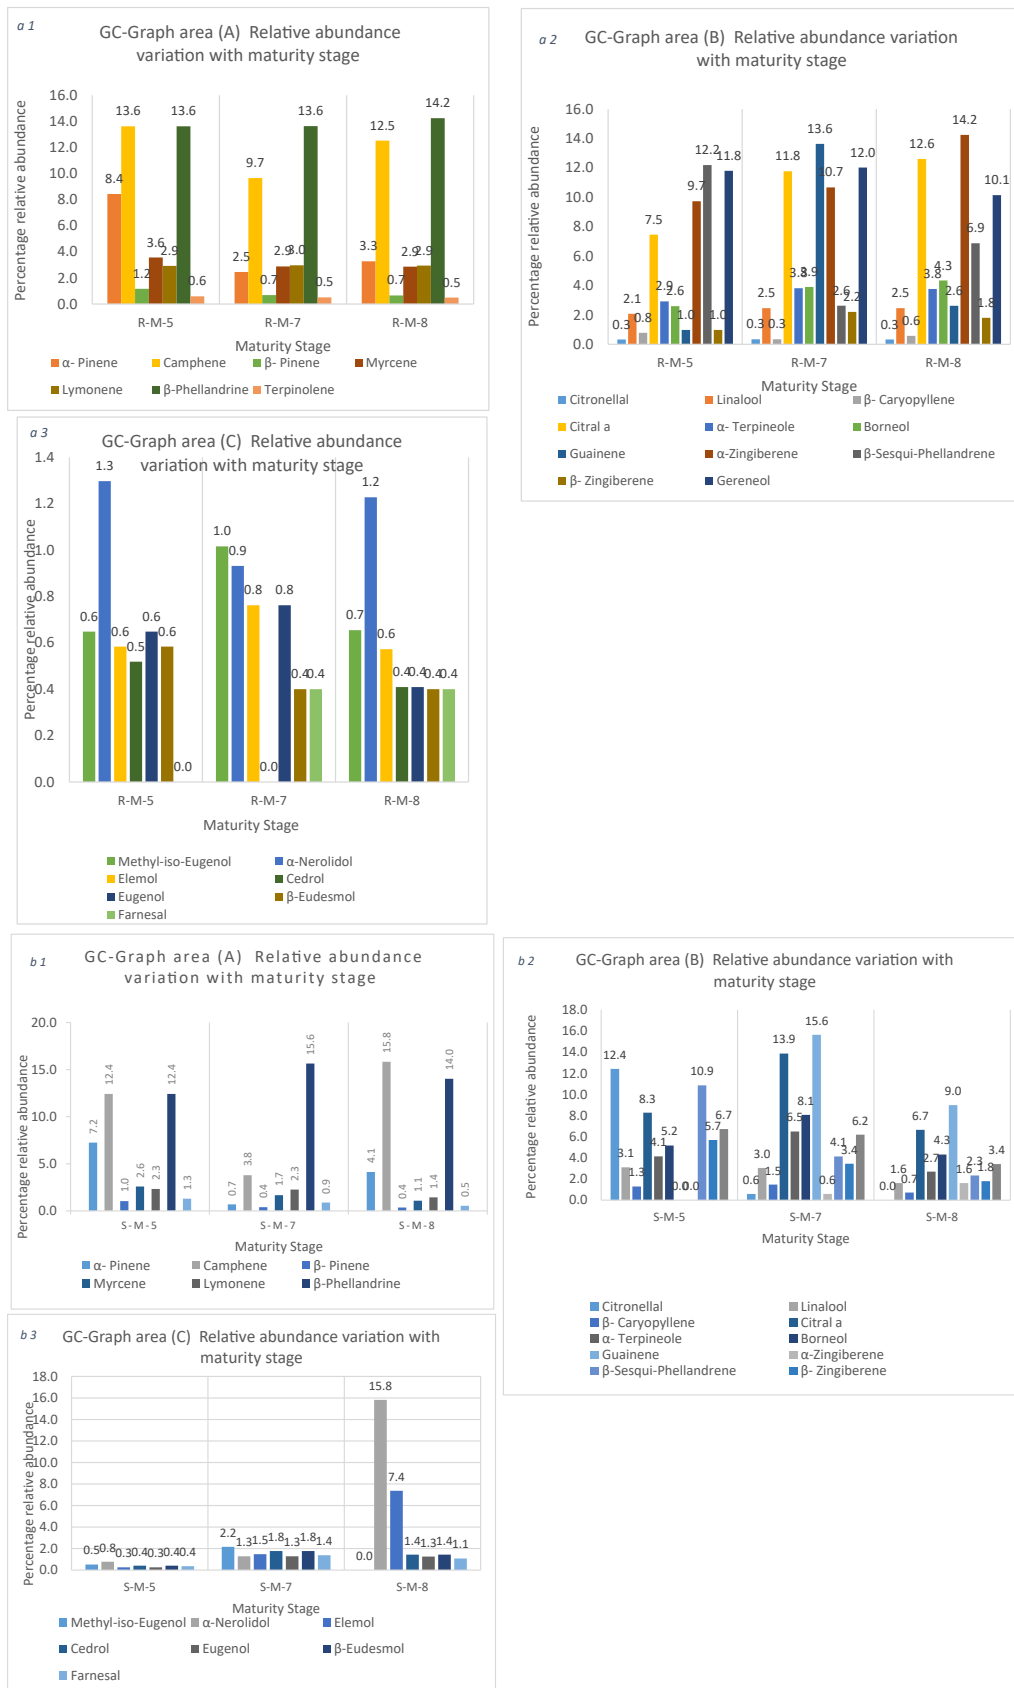 a 1
GC-Graph area (A) Relative abundance
variation with maturity stage
Percentage relative abundance
16.0
14.0
12.0
10.0
8.0
6.0
4.0
2.0
0.0
8.4 13.6 1.2 3.6 2.9 13.6 0.6
2.5 9.7 0.7 2.9 3.0 13.6 0.5
3.3 12.5 0.7 2.9 2.9 14.2 0.5
R-M-5 R-M-7 R-M-8
Maturity Stage
α- Pinene Camphene β- Pinene Myrcene
Lymonene β-Phellandrine Terpinolene
a 2
GC-Graph area (B) Relative abundance variation
with maturity stage
Percentage relative abundance
16.0
14.0
12.0
10.0
8.0
6.0
4.0
2.0
0.0
0.3 2.1 0.8 7.5 2.9 2.6 1.0 9.7 12.2 1.0 11.8
0.3 2.5 0.3 11.8 3.8 3.9 13.6 10.7 2.6 2.2 12.0
0.3 2.5 0.6 12.6 3.8 4.3 2.6 14.2 6.9 1.8 10.1
R-M-5 R-M-7 R-M-8
Maturity Stage
Citronellal Linalool β- Caryopyllene
Citral a α- Terpineole Borneol
Guainene α-Zingiberene β-Sesqui-Phellandrene
β- Zingiberene Gereneol
a 3
GC-Graph area (C) Relative abundance
variation with maturity stage
Percentage relative abundance
1.4
1.2
1.0
0.8
0.6
0.4
0.2
0.0
0.6 1.3 0.6 0.5 0.6 0.6 0.0
1.0 0.9 0.8 0.0 0.8 0.4 0.4
0.7 1.2 0.6 0.4 0.4 0.4 0.4
R-M-5 R-M-7 R-M-8
Maturity Stage
Methyl-iso-Eugenol α-Nerolidol
Elemol Cedrol
Eugenol β-Eudesmol
Farnesal
b 1
GC-Graph area (A) Relative abundance
variation with maturity stage
Percentage relative abundance
20.0
15.0
10.0
5.0
0.0
7.2 12.4 1.0 2.6 2.3 12.4 1.3
0.7 3.8 0.4 1.7 2.3 15.6 0.9
4.1 15.8 0.4 1.1 1.4 14.0 0.5
S-M-5 S-M-7 S-M-8
Maturity Stage
α- Pinene Camphene β- Pinene
Myrcene Lymonene β-Phellandrine
b 2
GC-Graph area (B) Relative abundance variation with
maturity stage
Percentage relative abundance
18.0
16.0
14.0
12.0
10.0
8.0
6.0
4.0
2.0
0.0
12.4 3.1 1.3 8.3 4.1 5.2 0.0 0.0 10.9 5.7 6.7
0.6 3.0 1.5 13.9 6.5 8.1 15.6 0.6 4.1 3.4 6.2
0.0 1.6 0.7 6.7 2.7 4.3 9.0 1.6 2.3 1.8 3.4
S-M-5 S-M-7 S-M-8
Maturity Stage
Citronellal Linalool
β- Caryopyllene Citral a
α- Terpineole Borneol
Guainene α-Zingiberene
β-Sesqui-Phellandrene β- Zingiberene
b 3
GC-Graph area (C) Relative abundance variation with
maturity stage
Percentage relative abundance
18.0
16.0
14.0
12.0
10.0
8.0
6.0
4.0
2.0
0.0
0.5 0.8 0.3 0.4 0.3 0.4 0.4
2.2 1.3 1.5 1.8 1.3 1.8 1.4
0.0 15.8 7.4 1.4 1.3 1.4 1.1
S-M-5 S-M-7 S-M-8
Maturity Stage
Methyl-iso-Eugenol α-Nerolidol Elemol
Cedrol Eugenol β-Eudesmol
Farnesal